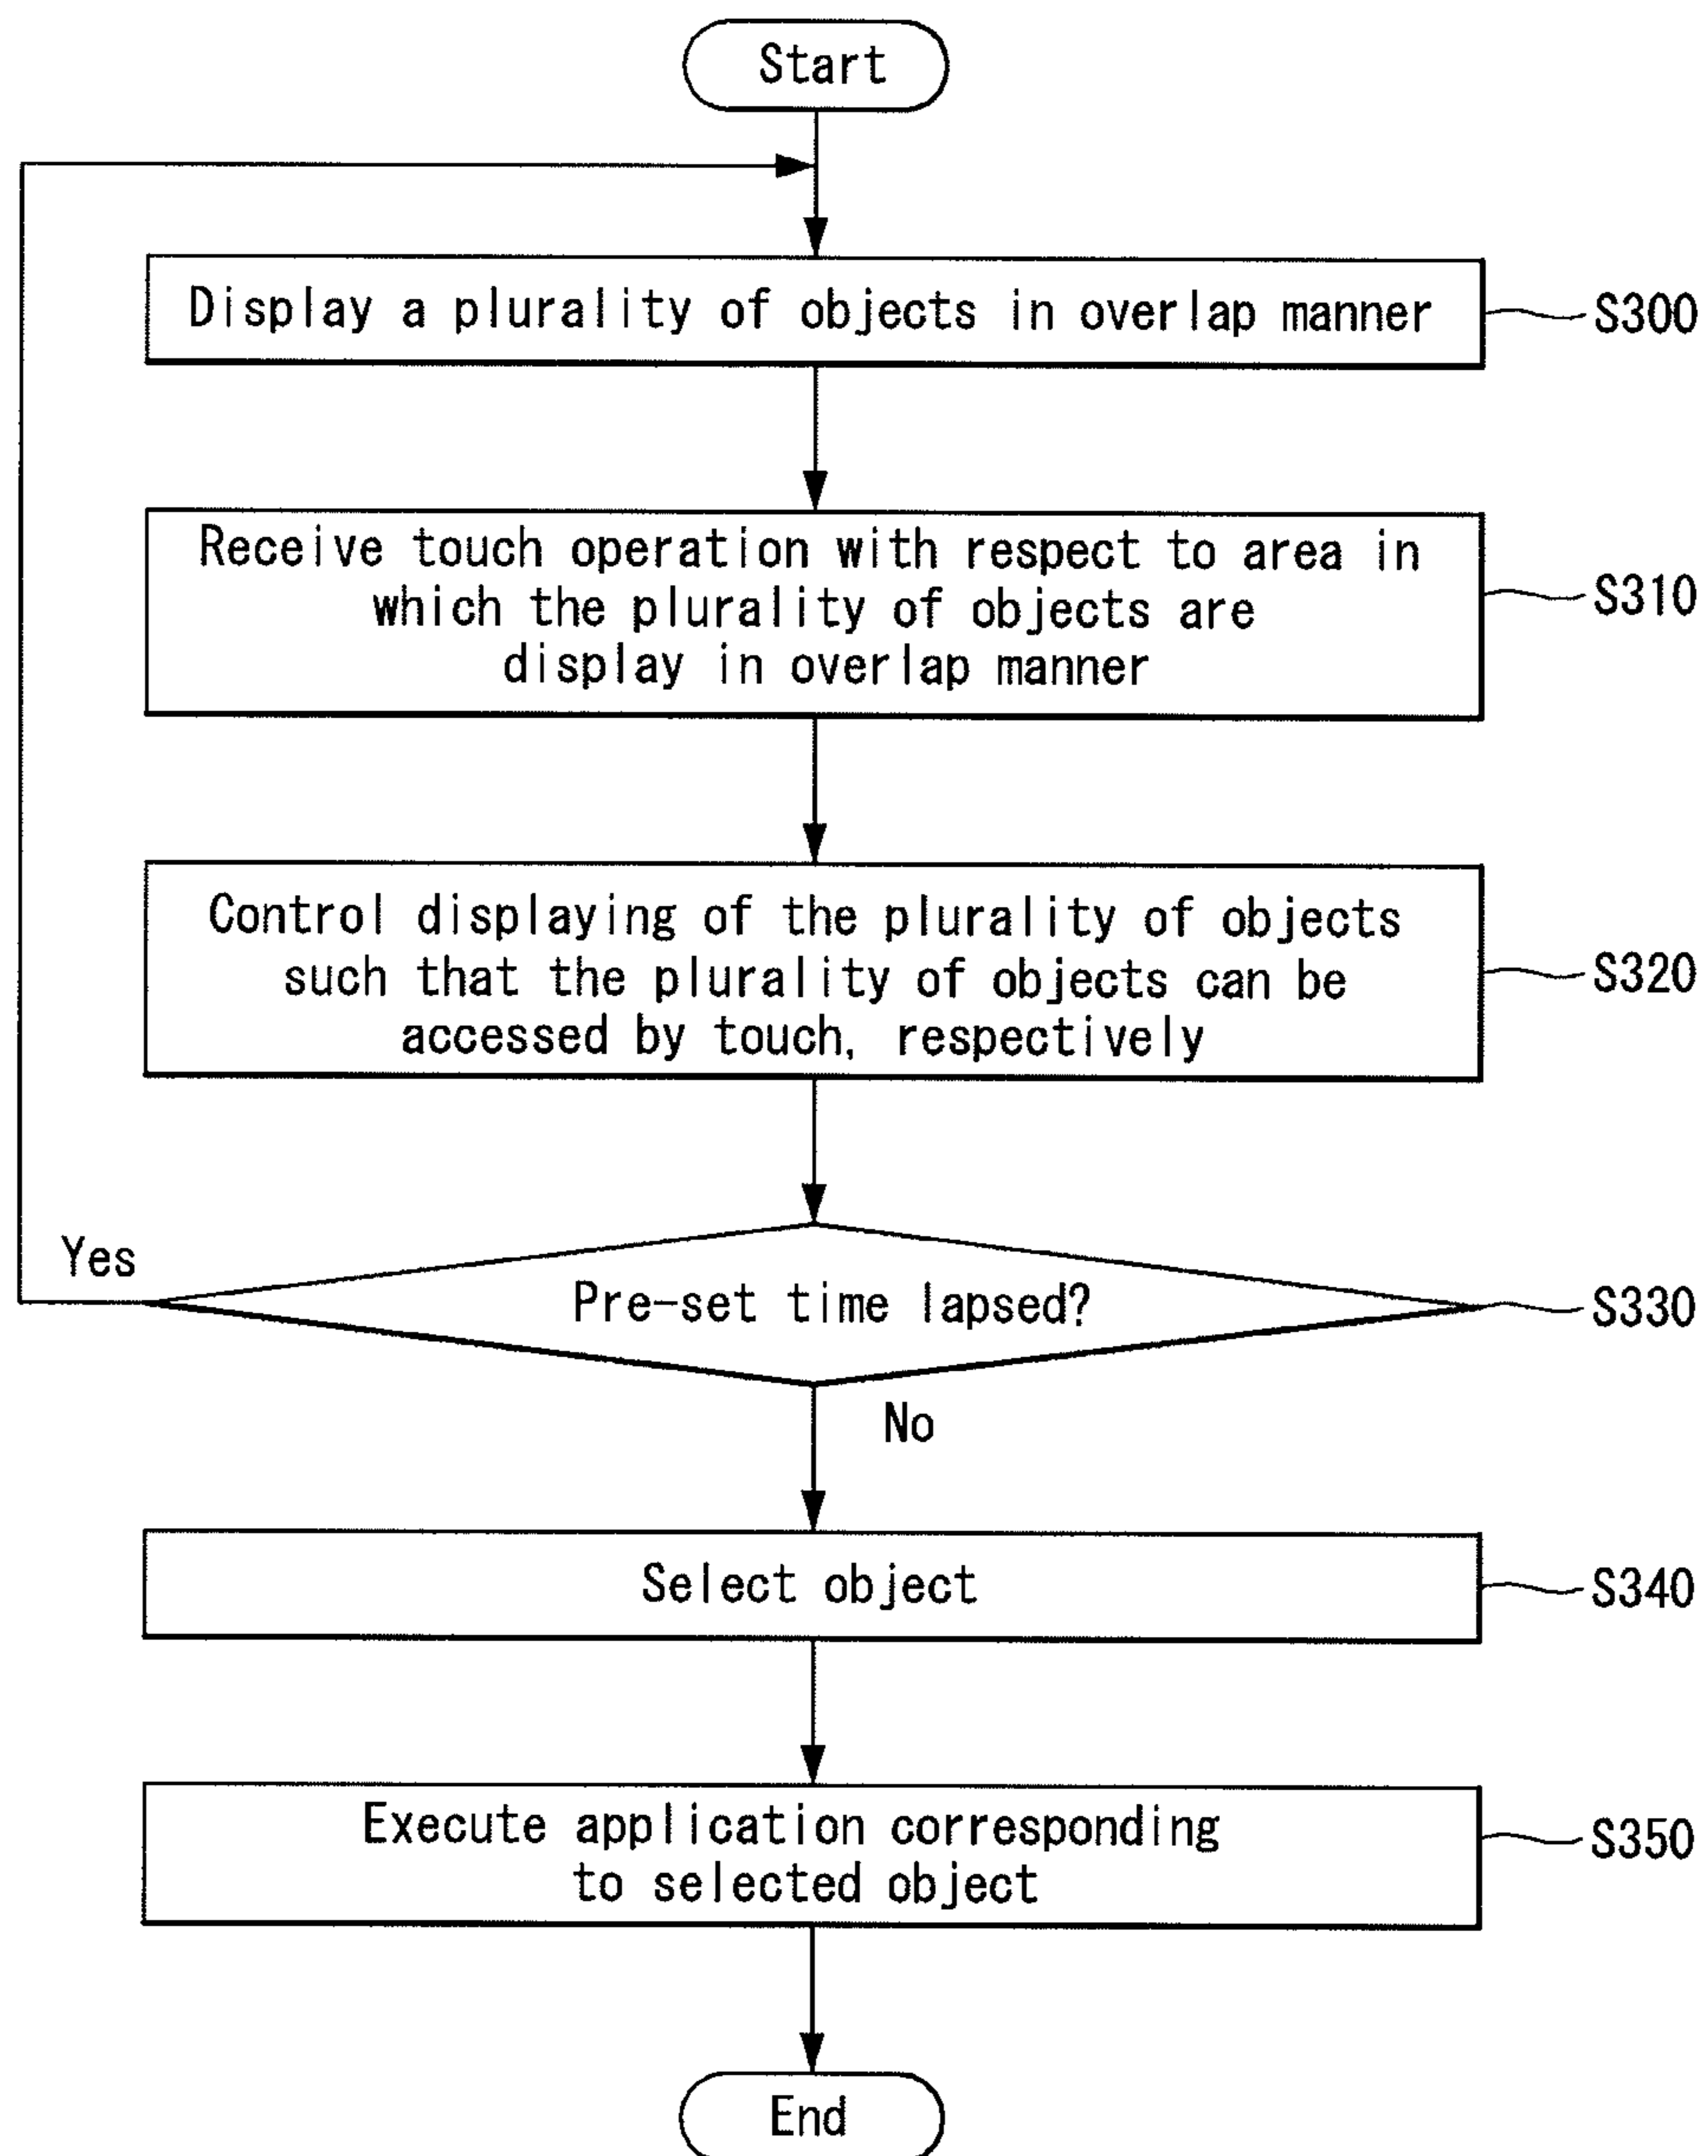 Start
Display a plurality of objects in overlap manner
S300
Receive touch operation with respect to area in
which the plurality of objects are
display in overlap manner
S310
Control displaying of the plurality of objects
such that the plurality of objects can be
accessed by touch, respectively
S320
Yes
Pre-set time lapsed?
S330
No
Select object
S340
Execute application corresponding
to selected object
S350
End